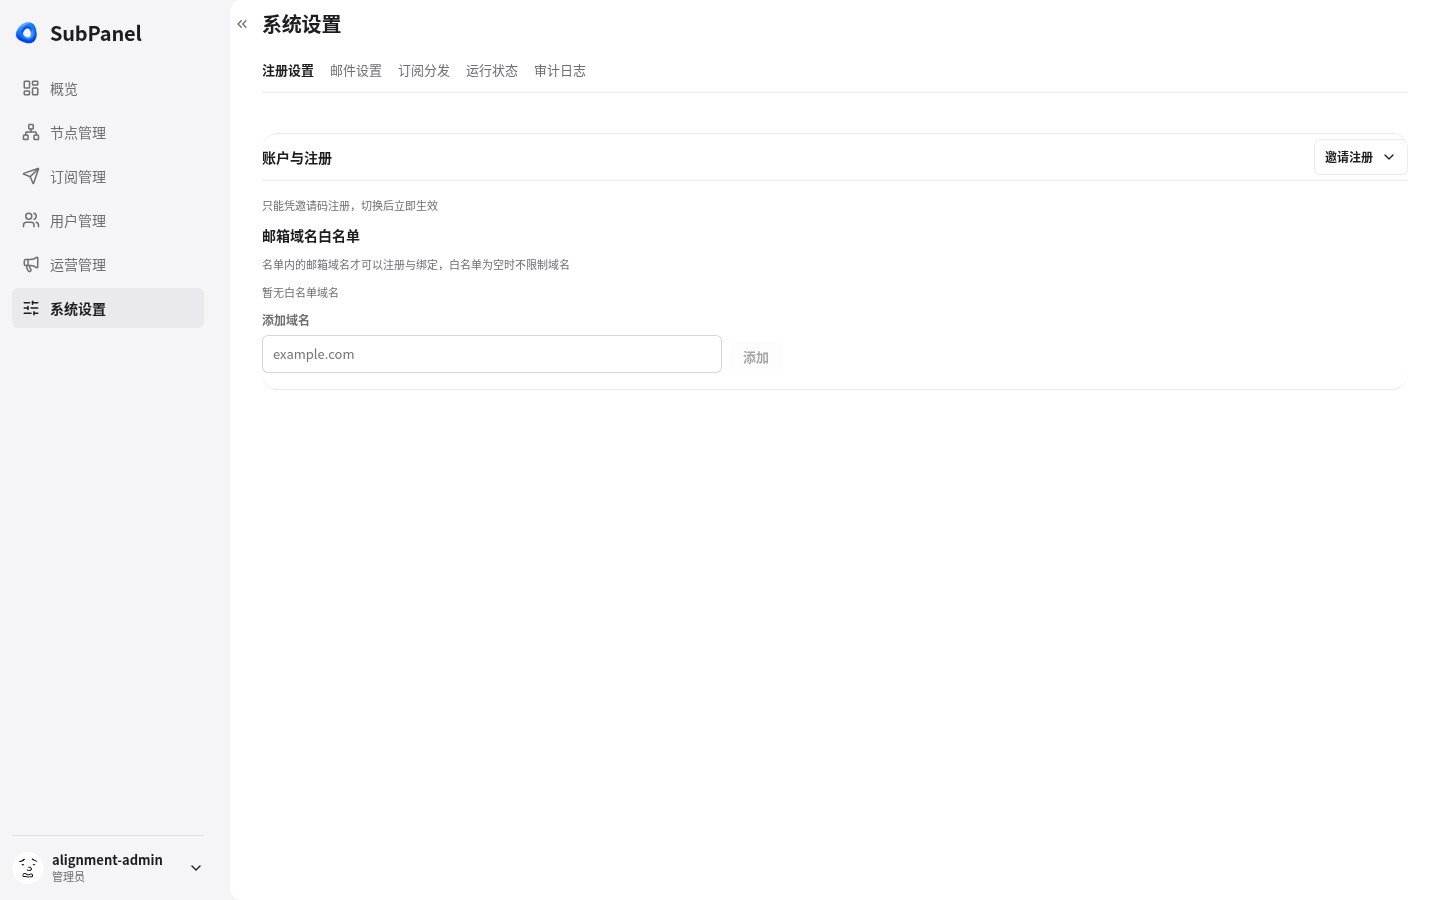 SubPanel
概览
节点管理
订阅管理
用户管理
运营管理
系统设置
alignment-admin
管理员
系统设置
注册设置 邮件设置 订阅分发 运行状态 审计日志
账户与注册
邀请注册
只能凭邀请码注册，切换后立即生效
邮箱域名白名单
名单内的邮箱域名才可以注册与绑定，白名单为空时不限制域名
暂无白名单域名
添加域名
example.com
添加